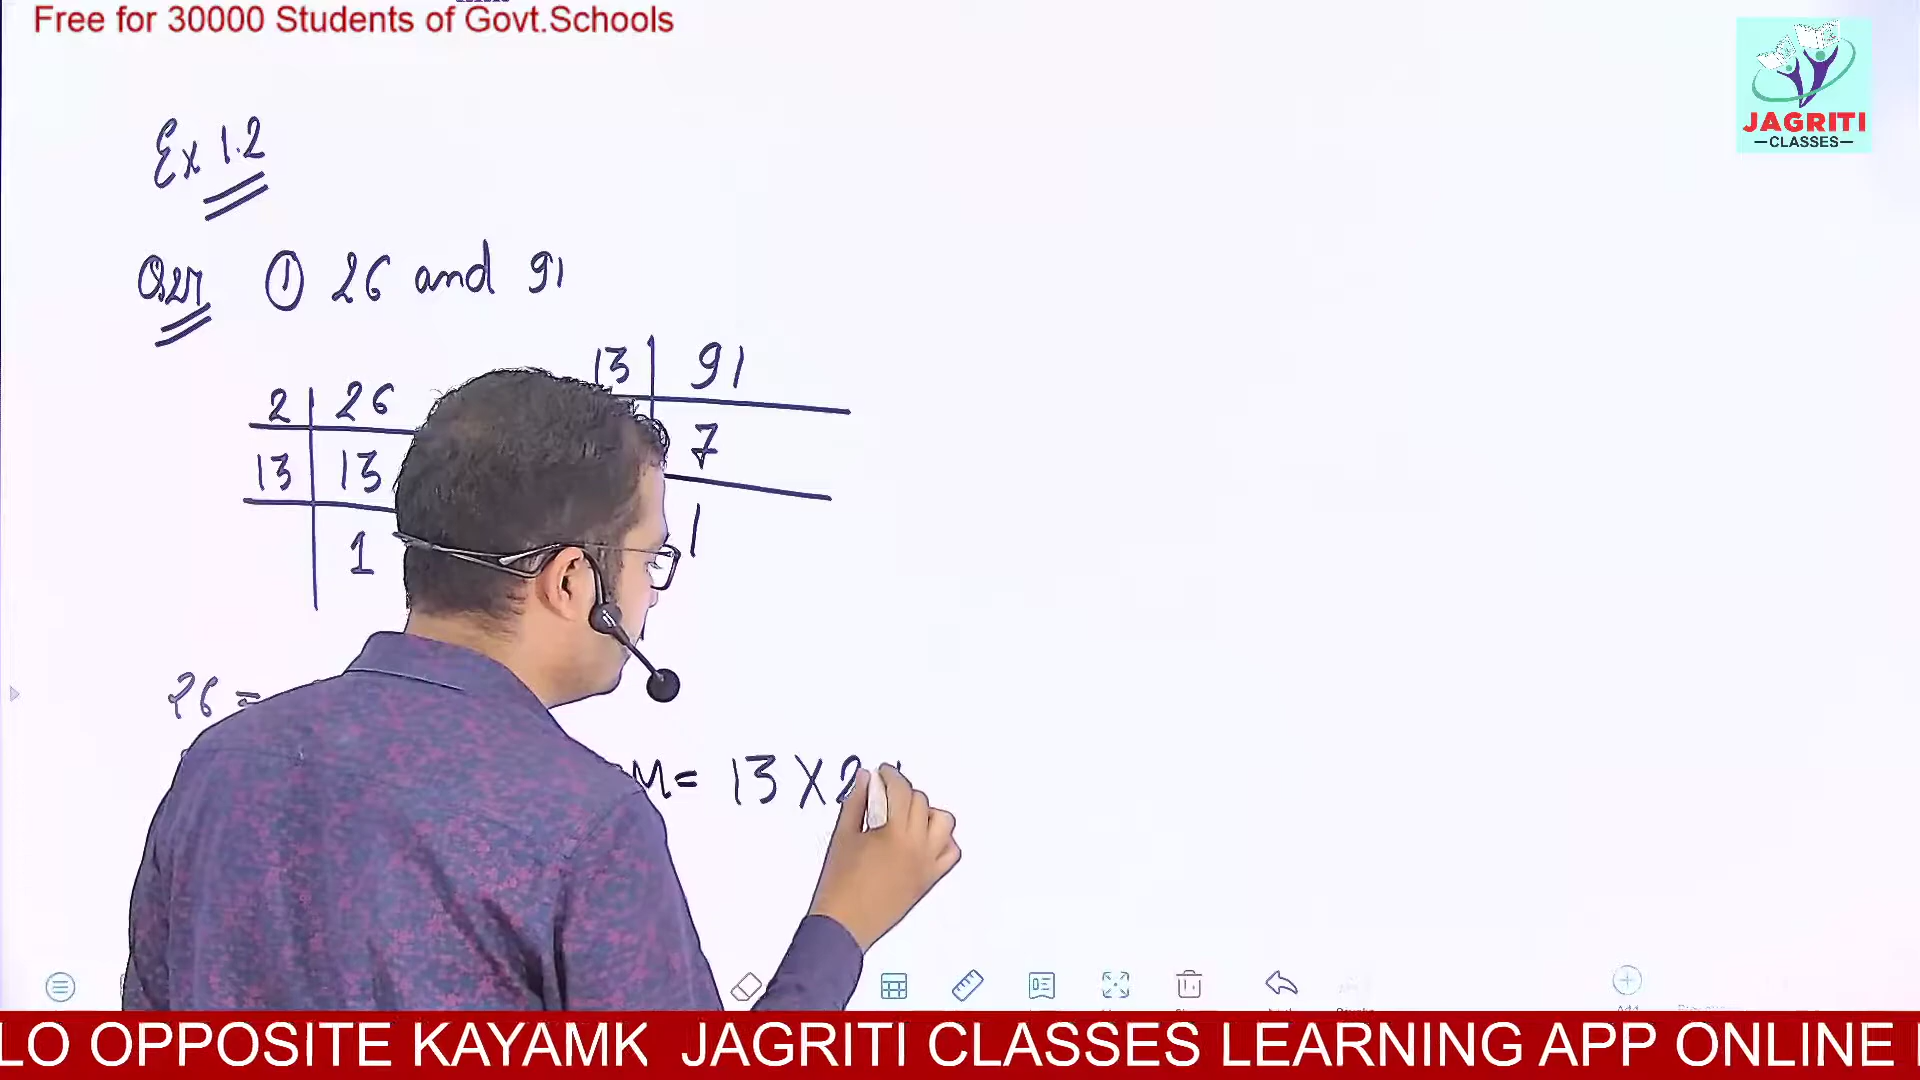 Free for 30000 Students of Govt.Schools
JAGRITI
CLASSES
Ex 1.2
① 26 and 91
2 26
13 13
1
13 91
7
1
26 =
M = 13 X 2
LO OPPOSITE KAYAMK JAGRITI CLASSES LEARNING APP ONLINE